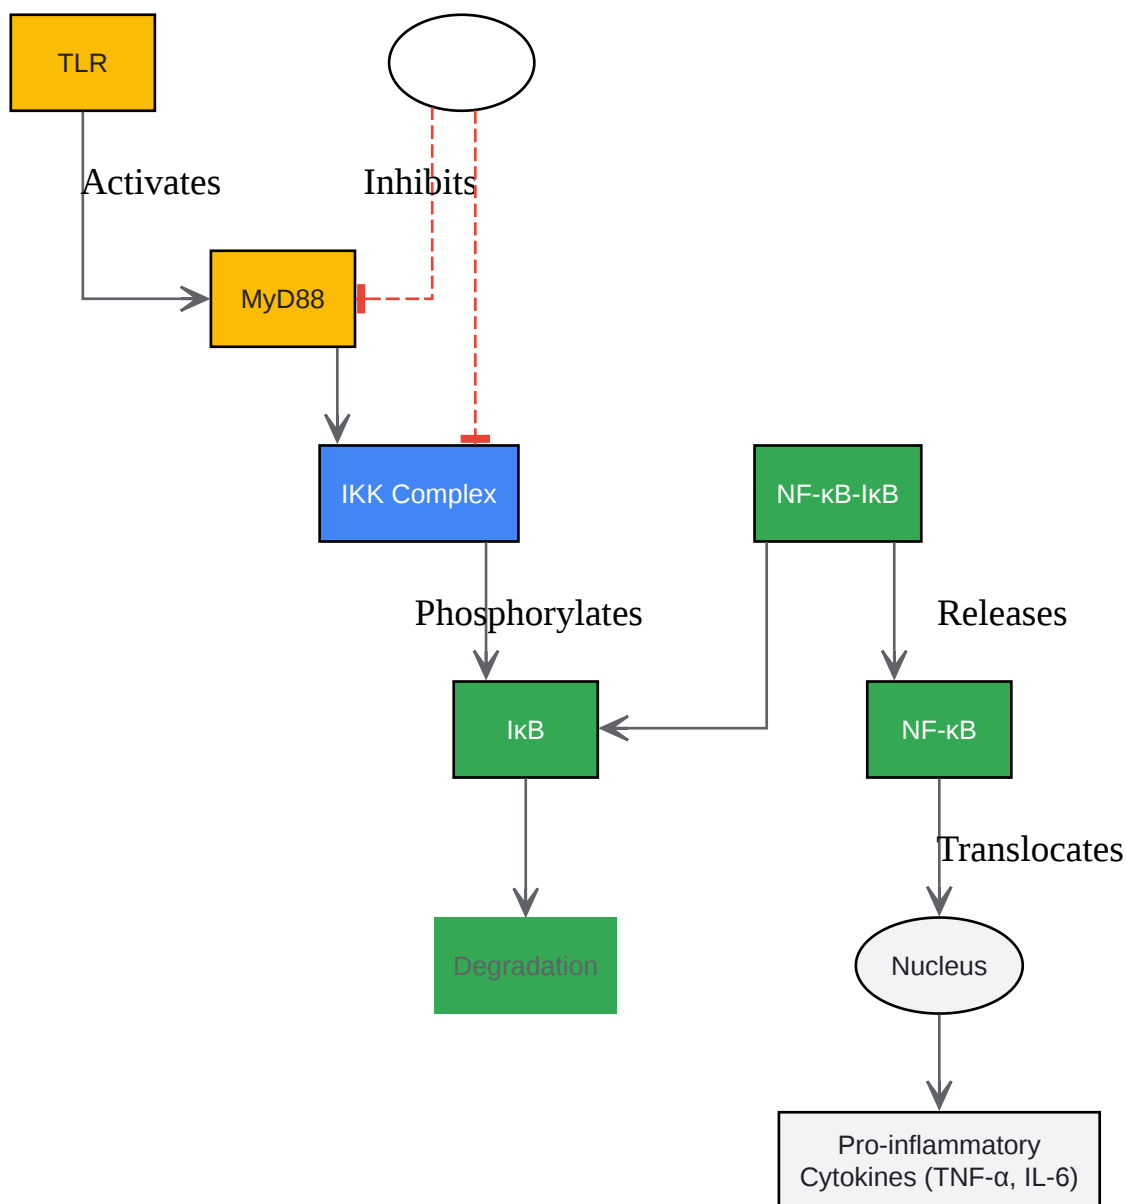 TLR
Activates
Inhibits
MyD88
IKK Complex
NF-κB-IκB
Phosphorylates
Releases
IκB
NF-κB
Translocates
Degradation
Nucleus
Pro-inflammatory
Cytokines (TNF-α, IL-6)